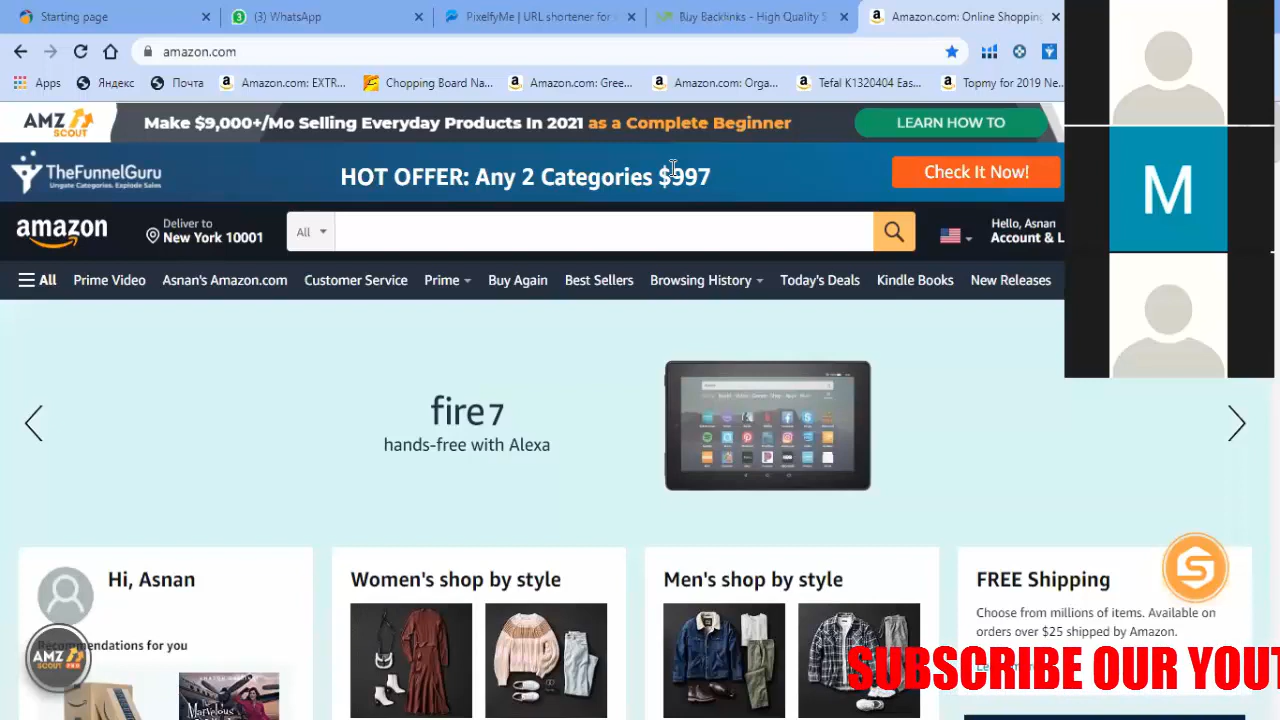 Starting page
(3) WhatsApp
PixelfyMe | URL shortener for
Buy Backlinks - High Quality S
Amazon.com: Online Shopping
amazon.com
Apps
Яндекс
Почта
Amazon.com: EXTR...
Chopping Board Na...
Amazon.com: Gree...
Amazon.com: Orga...
Tefal K1320404 Eas...
Topmy for 2019 Ne...
AMZ SCOUT
Make $9,000+/Mo Selling Everyday Products In 2021 as a Complete Beginner
LEARN HOW TO
TheFunnelGuru
Ungate Categories. Explode Sales
HOT OFFER: Any 2 Categories $997
Check It Now!
M
amazon
Deliver to
New York 10001
All
Hello, Asnan
Account & L
All
Prime Video
Asnan's Amazon.com
Customer Service
Prime
Buy Again
Best Sellers
Browsing History
Today's Deals
Kindle Books
New Releases
fire 7
hands-free with Alexa
Hi, Asnan
Recommendations for you
AMZ
SCOUT PRO
Women's shop by style
Men's shop by style
FREE Shipping
Choose from millions of items. Available on
orders over $25 shipped by Amazon.
SUBSCRIBE OUR YOUT